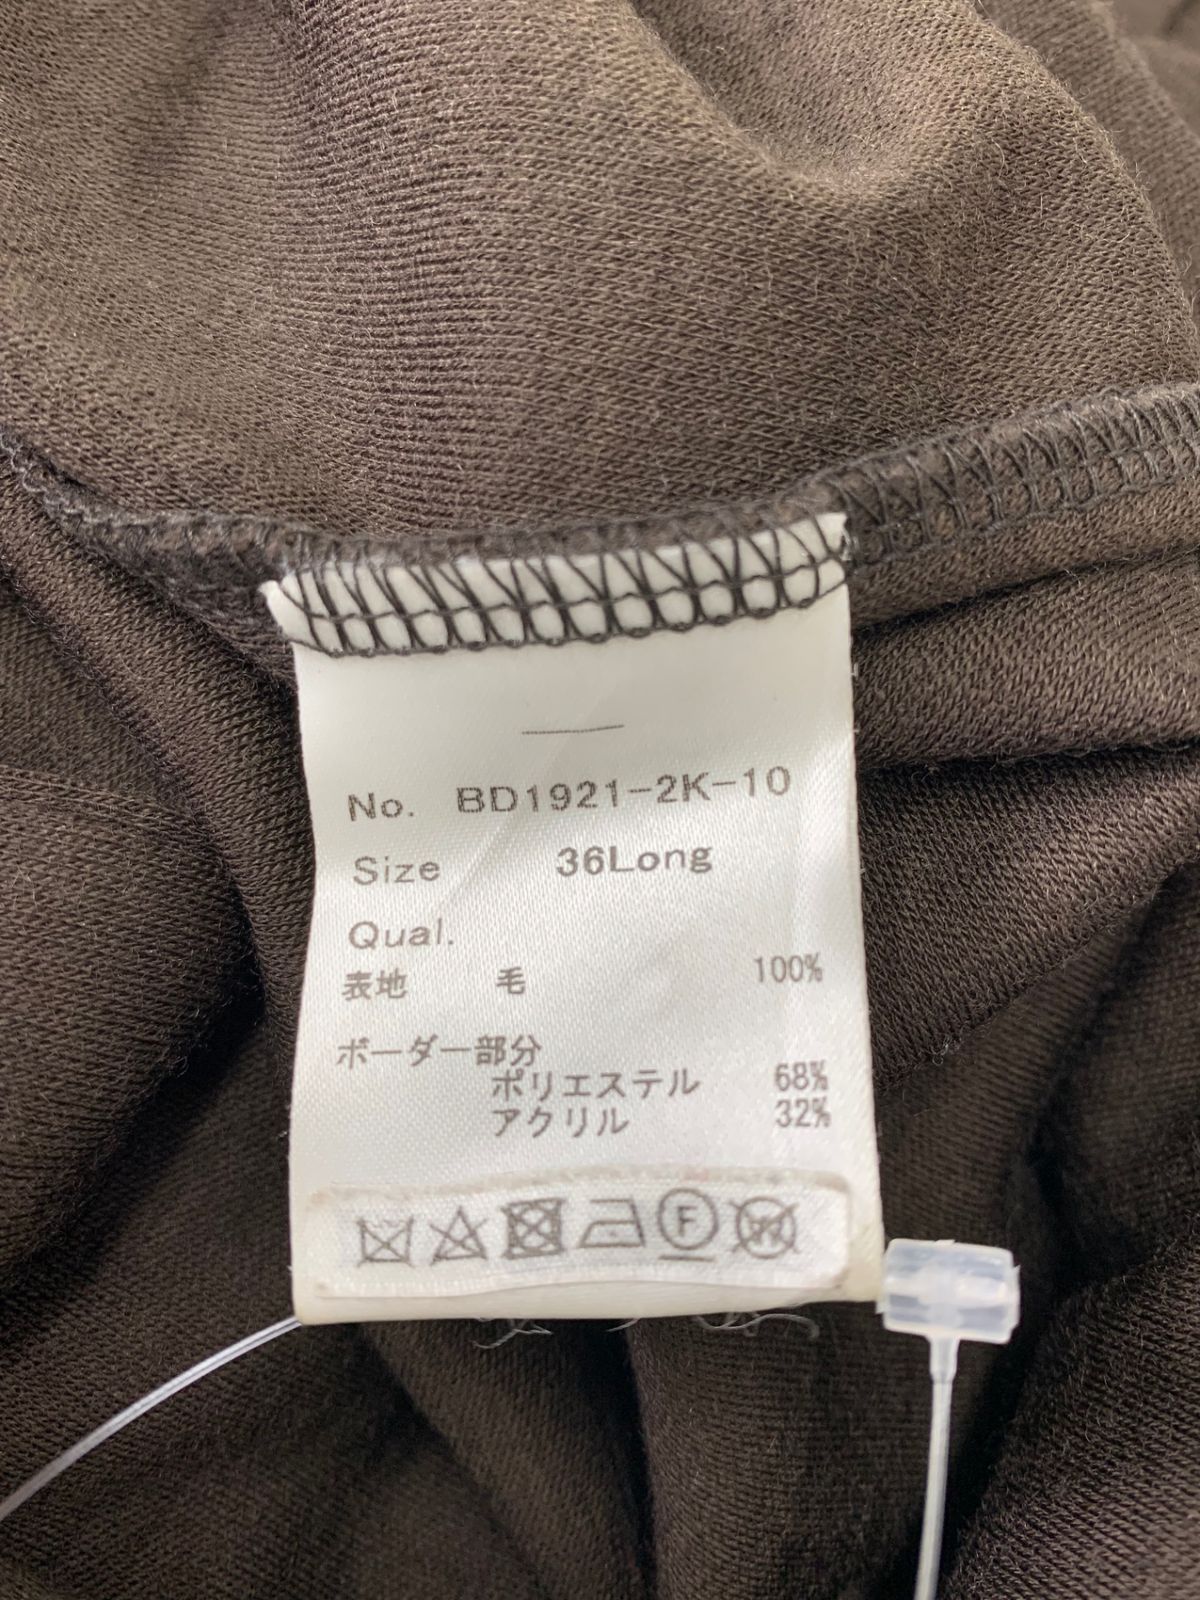 No. BD1921-2K-10
Size 36Long
Qual.
表地 毛 100%
ボーダー部分
ポリエステル 68%
アクリル 32%
F W